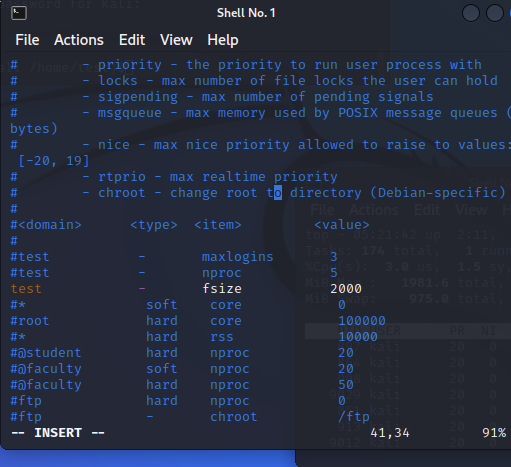 Shell No. 1
File Actions Edit View Help
# - priority - the priority to run user process with
# - locks - max number of file locks the user can hold
# - sigpending - max number of pending signals
# - msgqueue - max memory used by POSIX message queues (
bytes)
# - nice - max nice priority allowed to raise to values:
[-20, 19]
# - rtprio - max realtime priority
# - chroot - change root to directory (Debian-specific)
#
#<domain> <type> <item> <value>
#
#test - maxlogins 3
#test - nproc 5
test - fsize 2000
#* soft core 0
#root hard core 100000
#* hard rss 10000
#@student hard nproc 20
#@faculty soft nproc 20
#@faculty hard nproc 50
#ftp hard nproc 0
#ftp - chroot /ftp
-- INSERT -- 41,34 91%